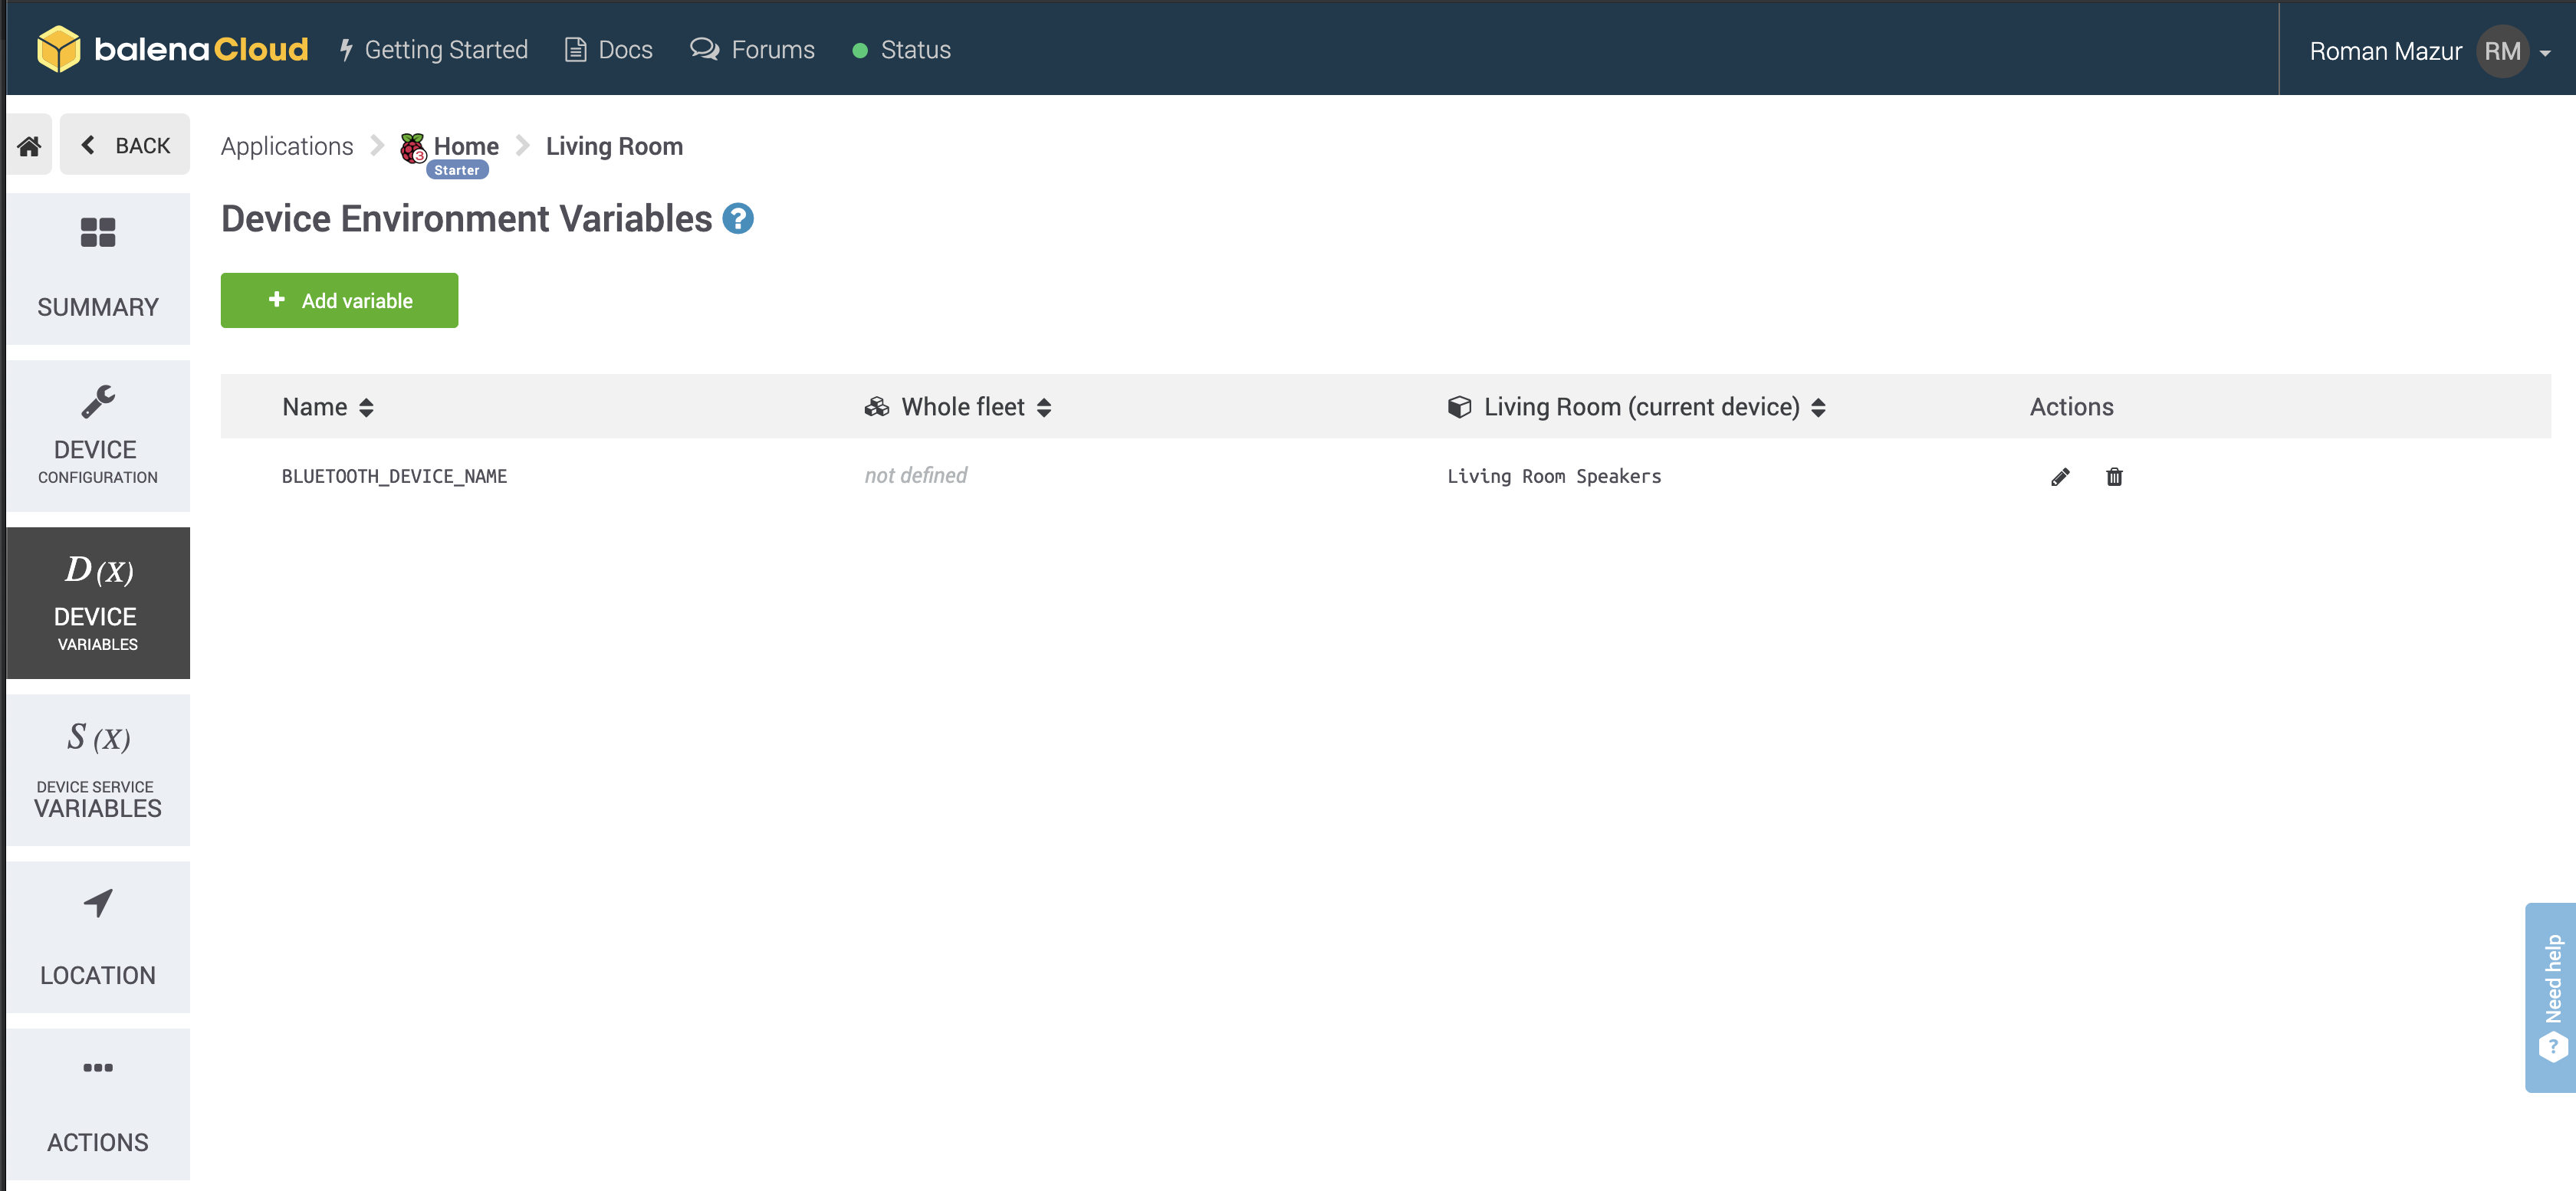 balenaCloud Getting Started Docs Forums Status Roman Mazur RM
BACK Applications Home Living Room
Starter
Device Environment Variables ?
SUMMARY
+ Add variable
DEVICE
CONFIGURATION
Name Whole fleet Living Room (current device) Actions
BLUETOOTH_DEVICE_NAME not defined Living Room Speakers
D (X)
DEVICE
VARIABLES
S (X)
DEVICE SERVICE
VARIABLES
LOCATION
ACTIONS
Need help
?